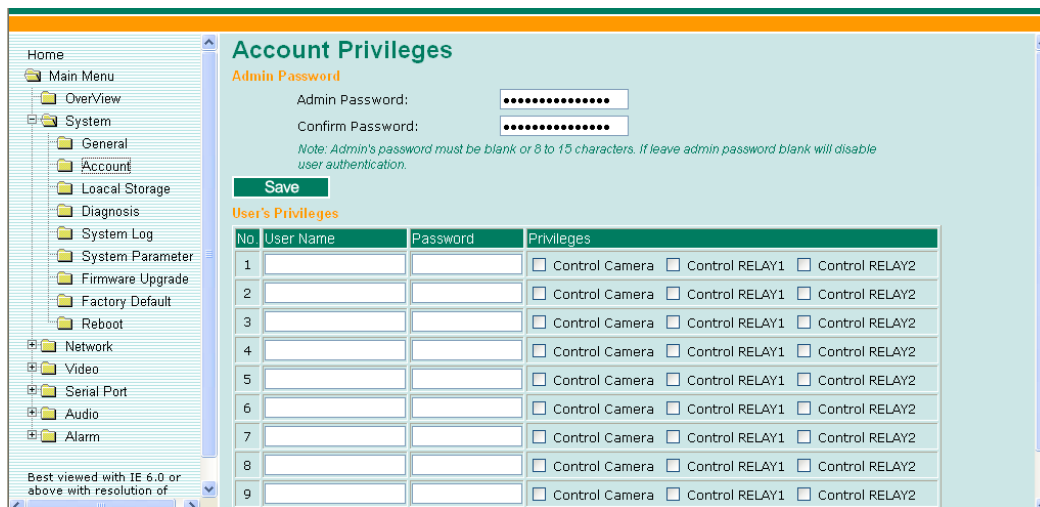 Home
Main Menu
OverView
System
General
Account
Loacal Storage
Diagnosis
System Log
System Parameter
Firmware Upgrade
Factory Default
Reboot
Network
Video
Serial Port
Audio
Alarm
Best viewed with IE 6.0 or
above with resolution of
Account Privileges
Admin Password
Admin Password: •••••••••••••••
Confirm Password: •••••••••••••••
Note: Admin's password must be blank or 8 to 15 characters. If leave admin password blank will disable
user authentication.
Save
User's Privileges
No. User Name Password Privileges
1 Control Camera Control RELAY1 Control RELAY2
2 Control Camera Control RELAY1 Control RELAY2
3 Control Camera Control RELAY1 Control RELAY2
4 Control Camera Control RELAY1 Control RELAY2
5 Control Camera Control RELAY1 Control RELAY2
6 Control Camera Control RELAY1 Control RELAY2
7 Control Camera Control RELAY1 Control RELAY2
8 Control Camera Control RELAY1 Control RELAY2
9 Control Camera Control RELAY1 Control RELAY2